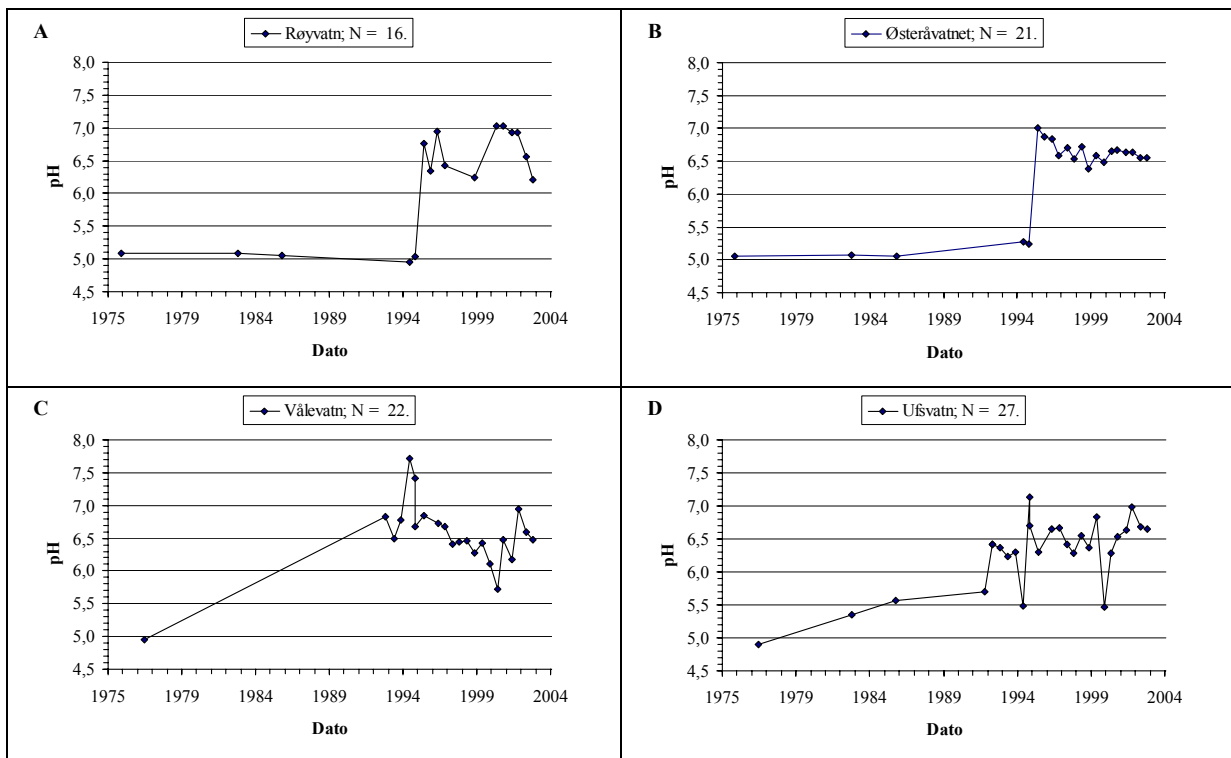 A
Røyvatn; N = 16.
8,0
7,5
7,0
6,5
6,0
5,5
5,0
4,5
pH
1975 1979 1984 1989 1994 1999 2004
Dato
B
Østeråvatnet; N = 21.
8,0
7,5
7,0
6,5
6,0
5,5
5,0
4,5
pH
1975 1979 1984 1989 1994 1999 2004
Dato
C
Vålevatn; N = 22.
8,0
7,5
7,0
6,5
6,0
5,5
5,0
4,5
pH
1975 1979 1984 1989 1994 1999 2004
Dato
D
Ufsvatn; N = 27.
8,0
7,5
7,0
6,5
6,0
5,5
5,0
4,5
pH
1975 1979 1984 1989 1994 1999 2004
Dato